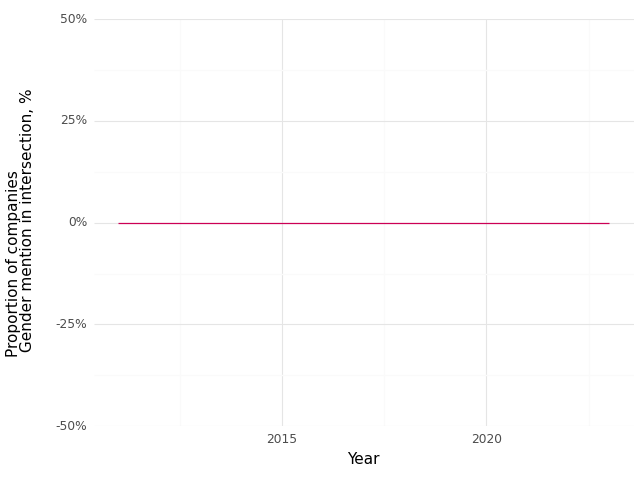 50%
25%
0%
-25%
-50%
Proportion of companies
Gender mention in intersection, %
2015
2020
Year